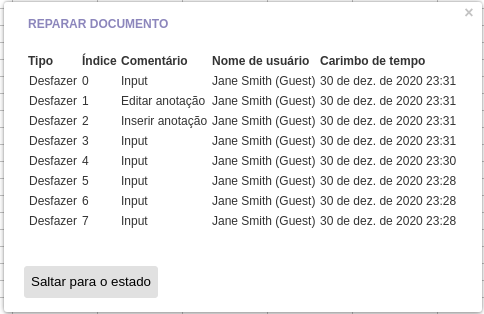 ×
REPARAR DOCUMENTO
Tipo Índice Comentário Nome de usuário Carimbo de tempo
Desfazer 0 Input Jane Smith (Guest) 30 de dez. de 2020 23:31
Desfazer 1 Editar anotação Jane Smith (Guest) 30 de dez. de 2020 23:31
Desfazer 2 Inserir anotação Jane Smith (Guest) 30 de dez. de 2020 23:31
Desfazer 3 Input Jane Smith (Guest) 30 de dez. de 2020 23:31
Desfazer 4 Input Jane Smith (Guest) 30 de dez. de 2020 23:30
Desfazer 5 Input Jane Smith (Guest) 30 de dez. de 2020 23:28
Desfazer 6 Input Jane Smith (Guest) 30 de dez. de 2020 23:28
Desfazer 7 Input Jane Smith (Guest) 30 de dez. de 2020 23:28
Saltar para o estado